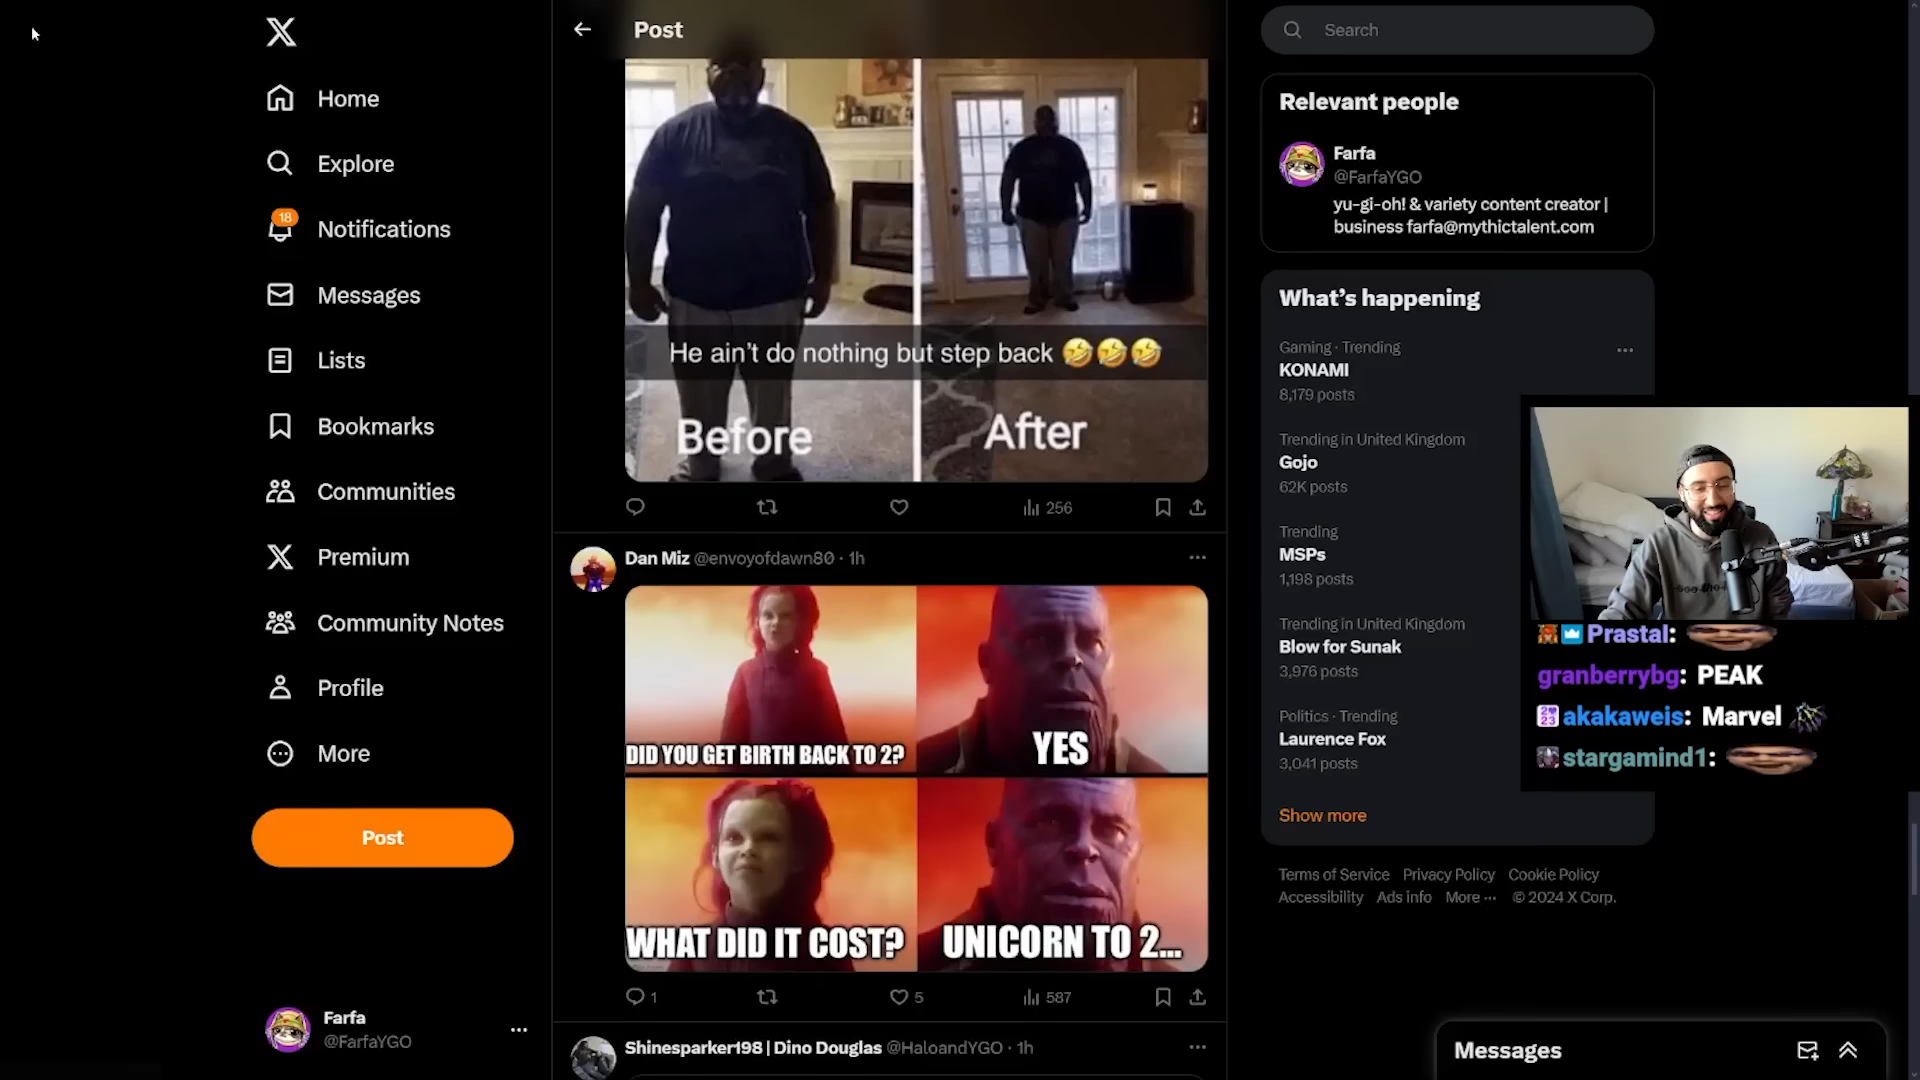 Home
Explore
18
Notifications
Messages
Lists
Bookmarks
Communities
Premium
Community Notes
Profile
More
Post
Farfa
@FarfaYGO
Post
He ain't do nothing but step back 🤣🤣🤣
Before
After
256
Dan Miz @envoyofdawn80 · 1h
DID YOU GET BIRTH BACK TO 2?
YES
WHAT DID IT COST?
UNICORN TO 2...
1
5
587
Shinesparker198 | Dino Douglas @HaloandYGO · 1h
Search
Relevant people
Farfa
@FarfaYGO
yu-gi-oh! & variety content creator |
business farfa@mythictalent.com
What's happening
Gaming · Trending
KONAMI
8,179 posts
Trending in United Kingdom
Gojo
62K posts
Trending
MSPs
1,198 posts
Trending in United Kingdom
Blow for Sunak
3,976 posts
Politics · Trending
Laurence Fox
3,041 posts
Show more
Terms of Service Privacy Policy Cookie Policy
Accessibility Ads info More ··· © 2024 X Corp.
Prastal:
granberrybg: PEAK
akakaweis: Marvel
stargamind1:
Messages